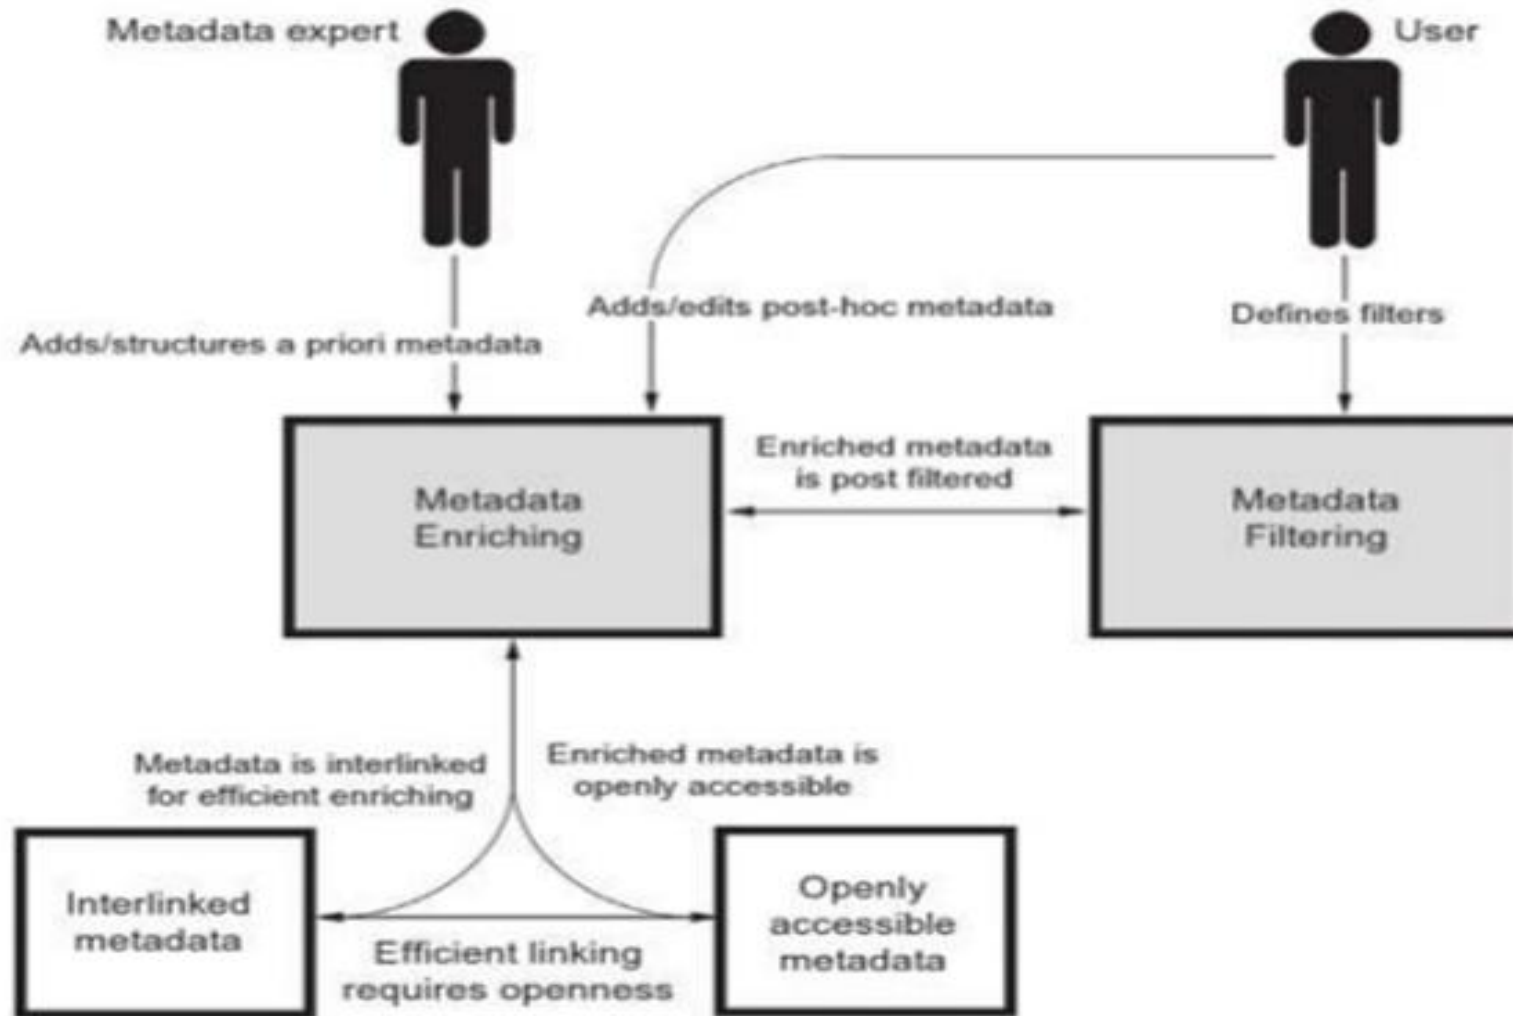 Metadata expert
User
Adds/edits post-hoc metadata
Defines filters
Adds/structures a priori metadata
Enriched metadata
is post filtered
Metadata
Enriching
Metadata
Filtering
Metadata is interlinked
for efficient enriching
Enriched metadata is
openly accessible
Interlinked
metadata
Efficient linking
requires openness
Openly
accessible
metadata